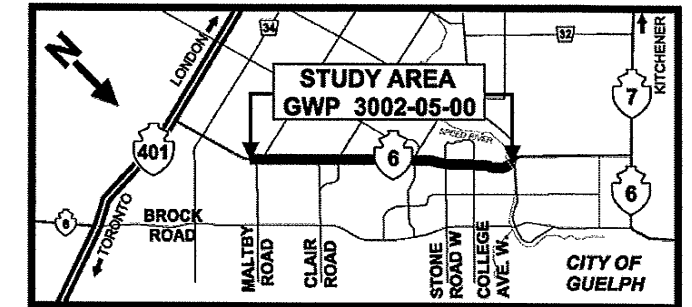 N
LONDON
34
32
KITCHENER
STUDY AREA
GWP 3002-05-00
7
SPEED RIVER
401
6
6
TORONTO
6
BROCK
ROAD
MALTBY
ROAD
CLAIR
ROAD
STONE
ROAD W
COLLEGE
AVE. W.
CITY OF
GUELPH